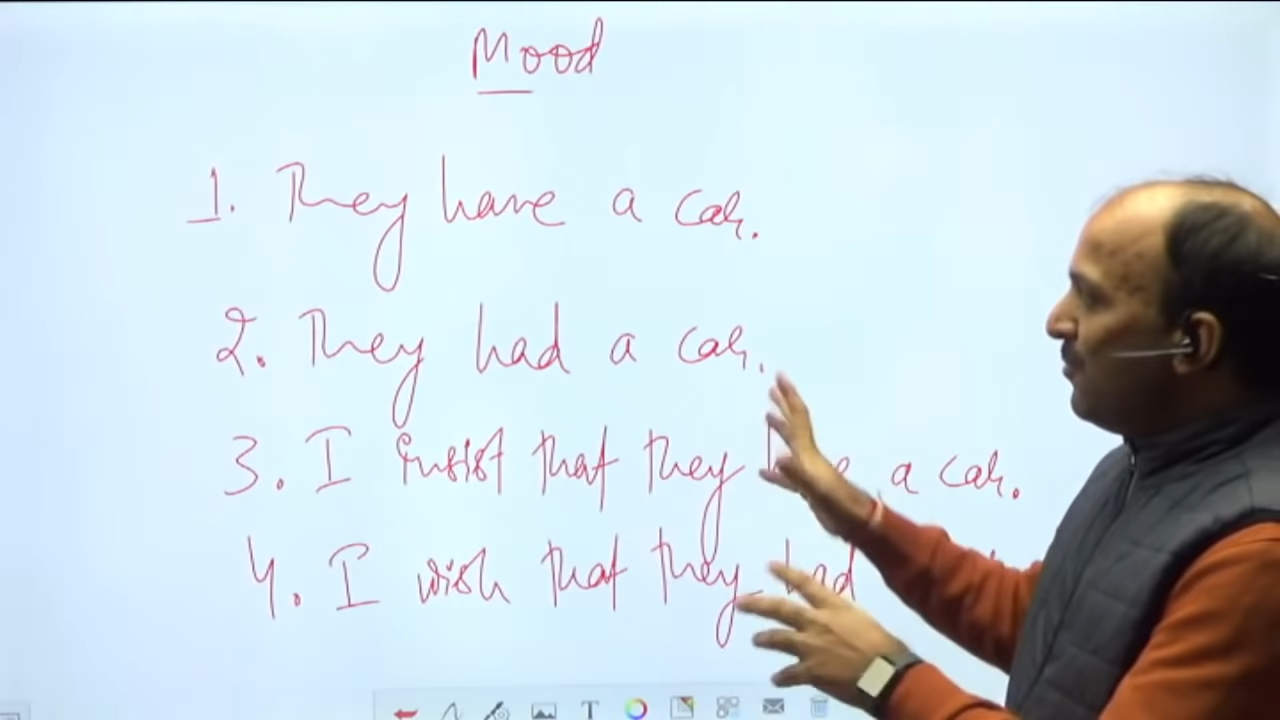 Mood
1. They have a car.
2. They had a car.
3. I insist that they a car.
4. I wish that they had
T